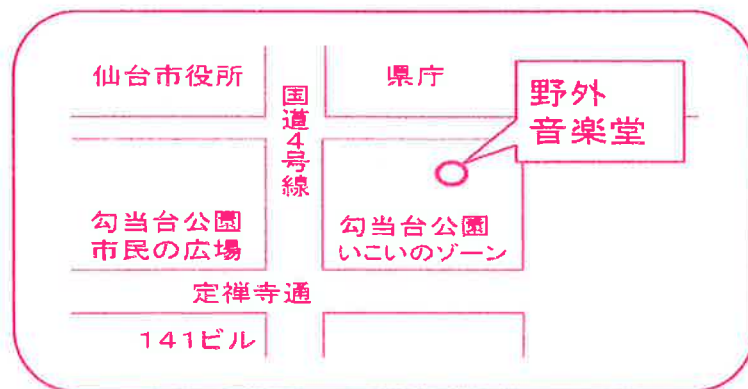 仙台市役所
県庁
野外
音楽堂
国道4号線
勾当台公園
市民の広場
勾当台公園
いこいのゾーン
定禅寺通
141ビル